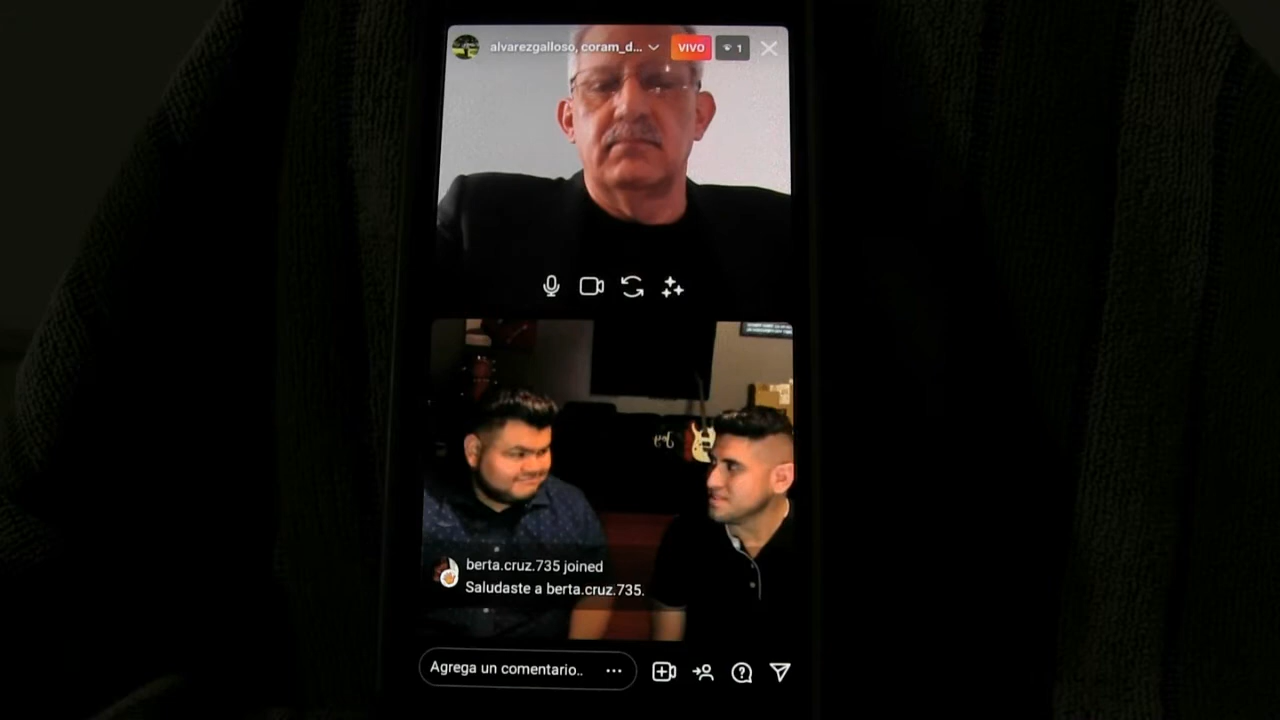 alvarezgalloso, coram_d...
VIVO
1
berta.cruz.735 joined
Saludaste a berta.cruz.735.
Agrega un comentario..